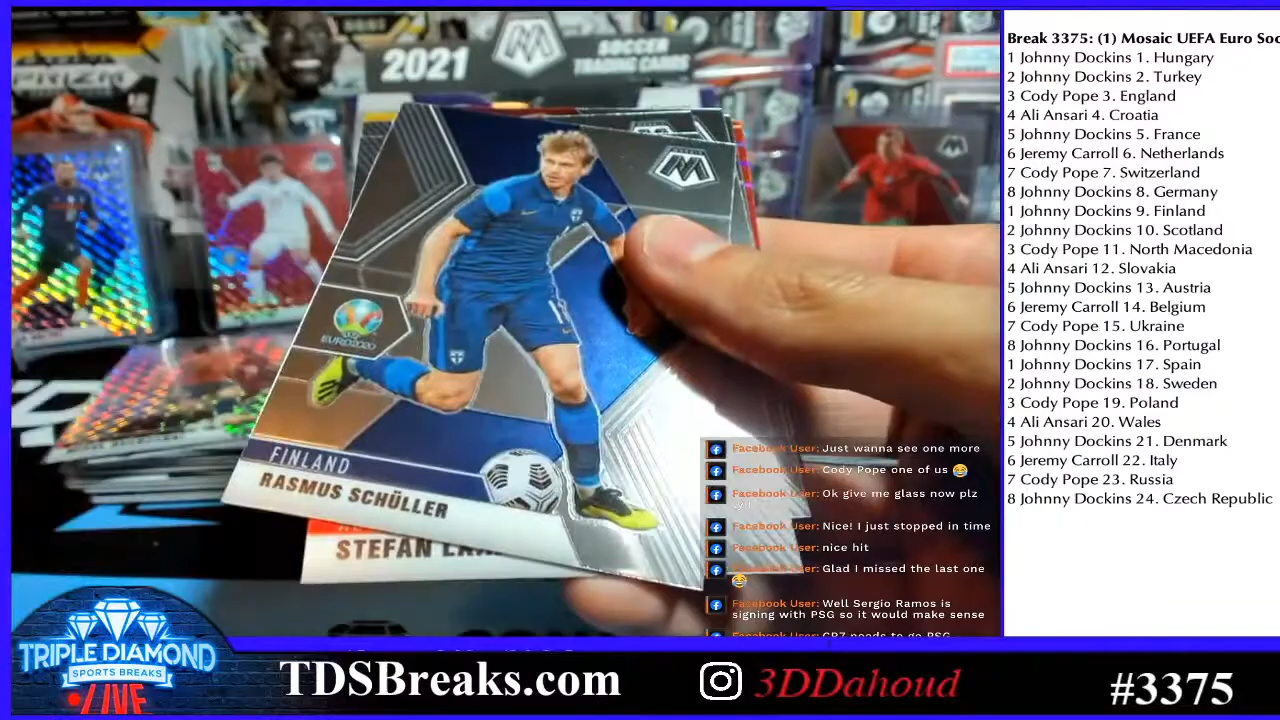 2021
SOCCER
TRADING CARDS
PRIZM
EURO2020
FINLAND
RASMUS SCHÜLLER
STEFAN
Break 3375: (1) Mosaic UEFA Euro Soc
1 Johnny Dockins 1. Hungary
2 Johnny Dockins 2. Turkey
3 Cody Pope 3. England
4 Ali Ansari 4. Croatia
5 Johnny Dockins 5. France
6 Jeremy Carroll 6. Netherlands
7 Cody Pope 7. Switzerland
8 Johnny Dockins 8. Germany
1 Johnny Dockins 9. Finland
2 Johnny Dockins 10. Scotland
3 Cody Pope 11. North Macedonia
4 Ali Ansari 12. Slovakia
5 Johnny Dockins 13. Austria
6 Jeremy Carroll 14. Belgium
7 Cody Pope 15. Ukraine
8 Johnny Dockins 16. Portugal
1 Johnny Dockins 17. Spain
2 Johnny Dockins 18. Sweden
3 Cody Pope 19. Poland
4 Ali Ansari 20. Wales
5 Johnny Dockins 21. Denmark
6 Jeremy Carroll 22. Italy
7 Cody Pope 23. Russia
8 Johnny Dockins 24. Czech Republic
Facebook User: Just wanna see one more
Facebook User: Cody Pope one of us 😂
Facebook User: Ok give me glass now plz
Facebook User: Nice! I just stopped in time
Facebook User: nice hit
Facebook User: Glad I missed the last one
😂
Facebook User: Well Sergio Ramos is
signing with PSG so it would make sense
Facebook User: CR7 needs to go PSG
TRIPLE DIAMOND
SPORTS BREAKS
LIVE
TDSBreaks.com
3DDahoud
#3375